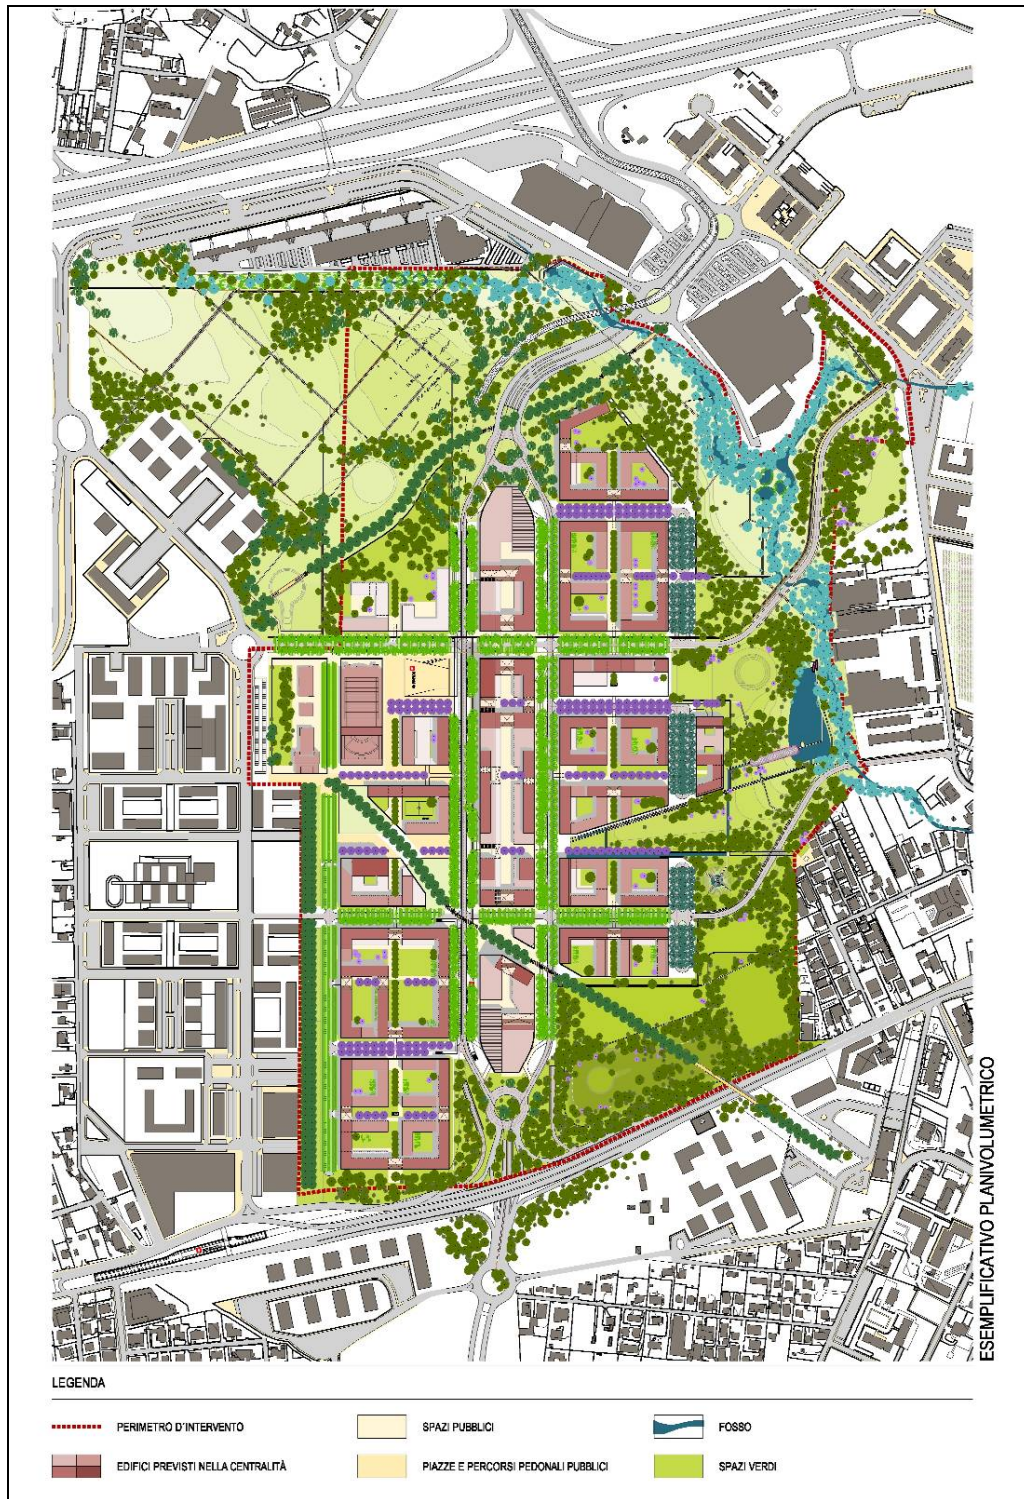 ESEMPLIFICATIVO PLANIVOLUMETRICO
LEGENDA
PERIMETRO D'INTERVENTO
SPAZI PUBBLICI
FOSSO
EDIFICI PREVISTI NELLA CENTRALITÀ
PIAZZE E PERCORSI PEDONALI PUBBLICI
SPAZI VERDI